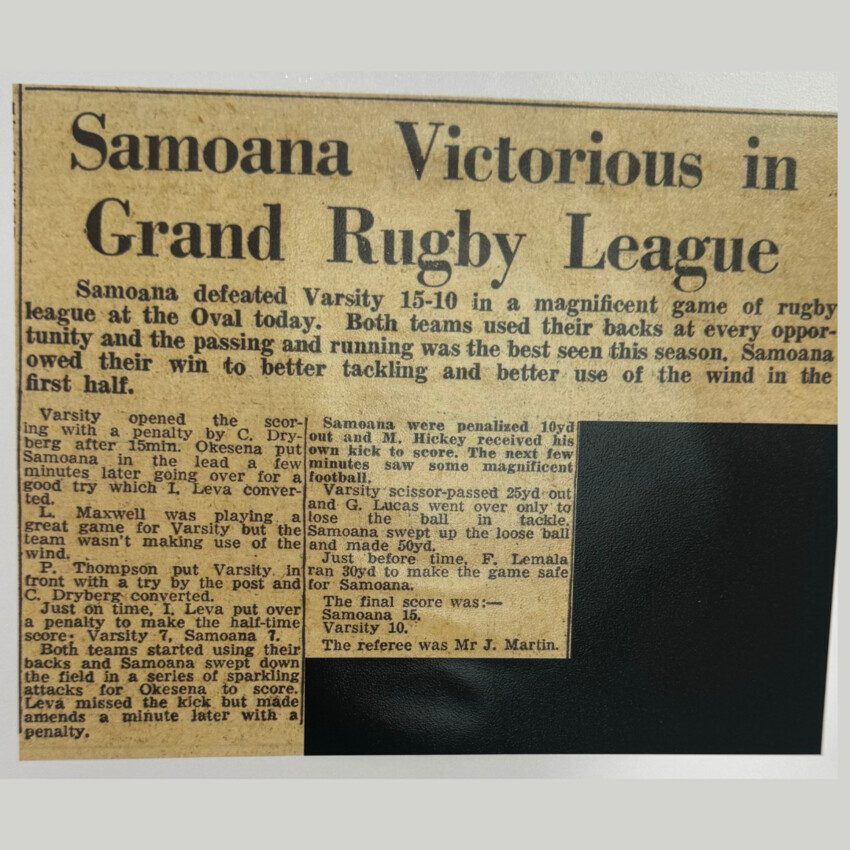 Samoana Victorious in
Grand Rugby League
Samoana defeated Varsity 15-10 in a magnificent game of rugby
league at the Oval today. Both teams used their backs at every oppor-
tunity and the passing and running was the best seen this season. Samoana
owed their win to better tackling and better use of the wind in the
first half.
Varsity opened the scor-
ing with a penalty by C. Dry-
berg after 15min. Okesena put
Samoana in the lead a few
minutes later going over for a
good try which I. Leva conver-
ted.
L. Maxwell was playing a
great game for Varsity but the
team wasn't making use of the
wind.
P. Thompson put Varsity in
front with a try by the post and
C. Dryberg converted.
Just on time, I. Leva put over
a penalty to make the half-time
score: Varsity 7, Samoana 7.
Both teams started using their
backs and Samoana swept down
the field in a series of sparkling
attacks for Okesena to score.
Leva missed the kick but made
amends a minute later with a
penalty.
Samoana were penalized 10yd
out and M. Hickey received his
own kick to score. The next few
minutes saw some magnificent
football.
Varsity scissor-passed 25yd out
and G. Lucas went over only to
lose the ball in tackle.
Samoana swept up the loose ball
and made 50yd.
Just before time, F. Lemala
ran 30yd to make the game safe
for Samoana.
The final score was:—
Samoana 15.
Varsity 10.
The referee was Mr J. Martin.